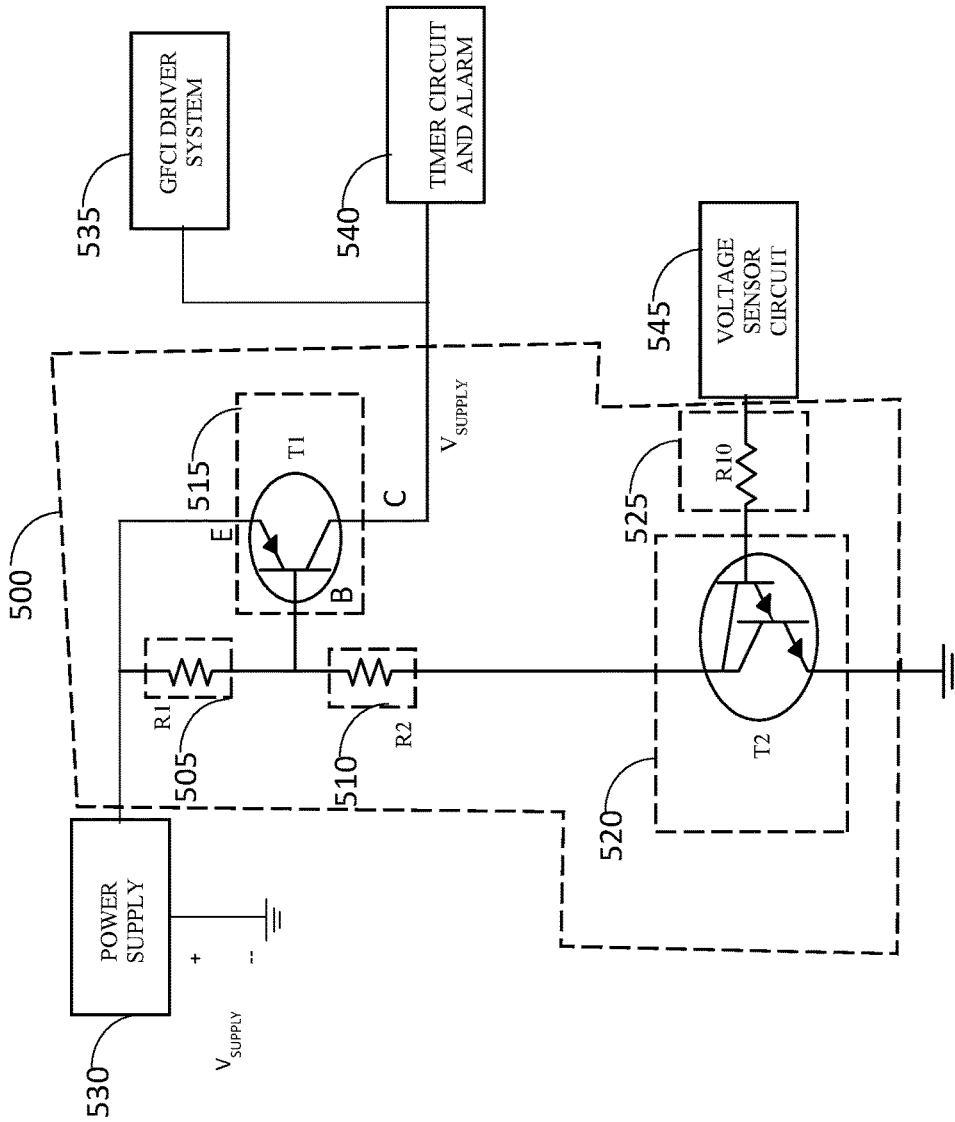 500
530
POWER
SUPPLY
+
--
VSUPPLY
505
R1
510
R2
515
T1
E
B
C
VSUPPLY
535
GFCI DRIVER
SYSTEM
540
TIMER CIRCUIT
AND ALARM
520
T2
525
R10
545
VOLTAGE
SENSOR
CIRCUIT